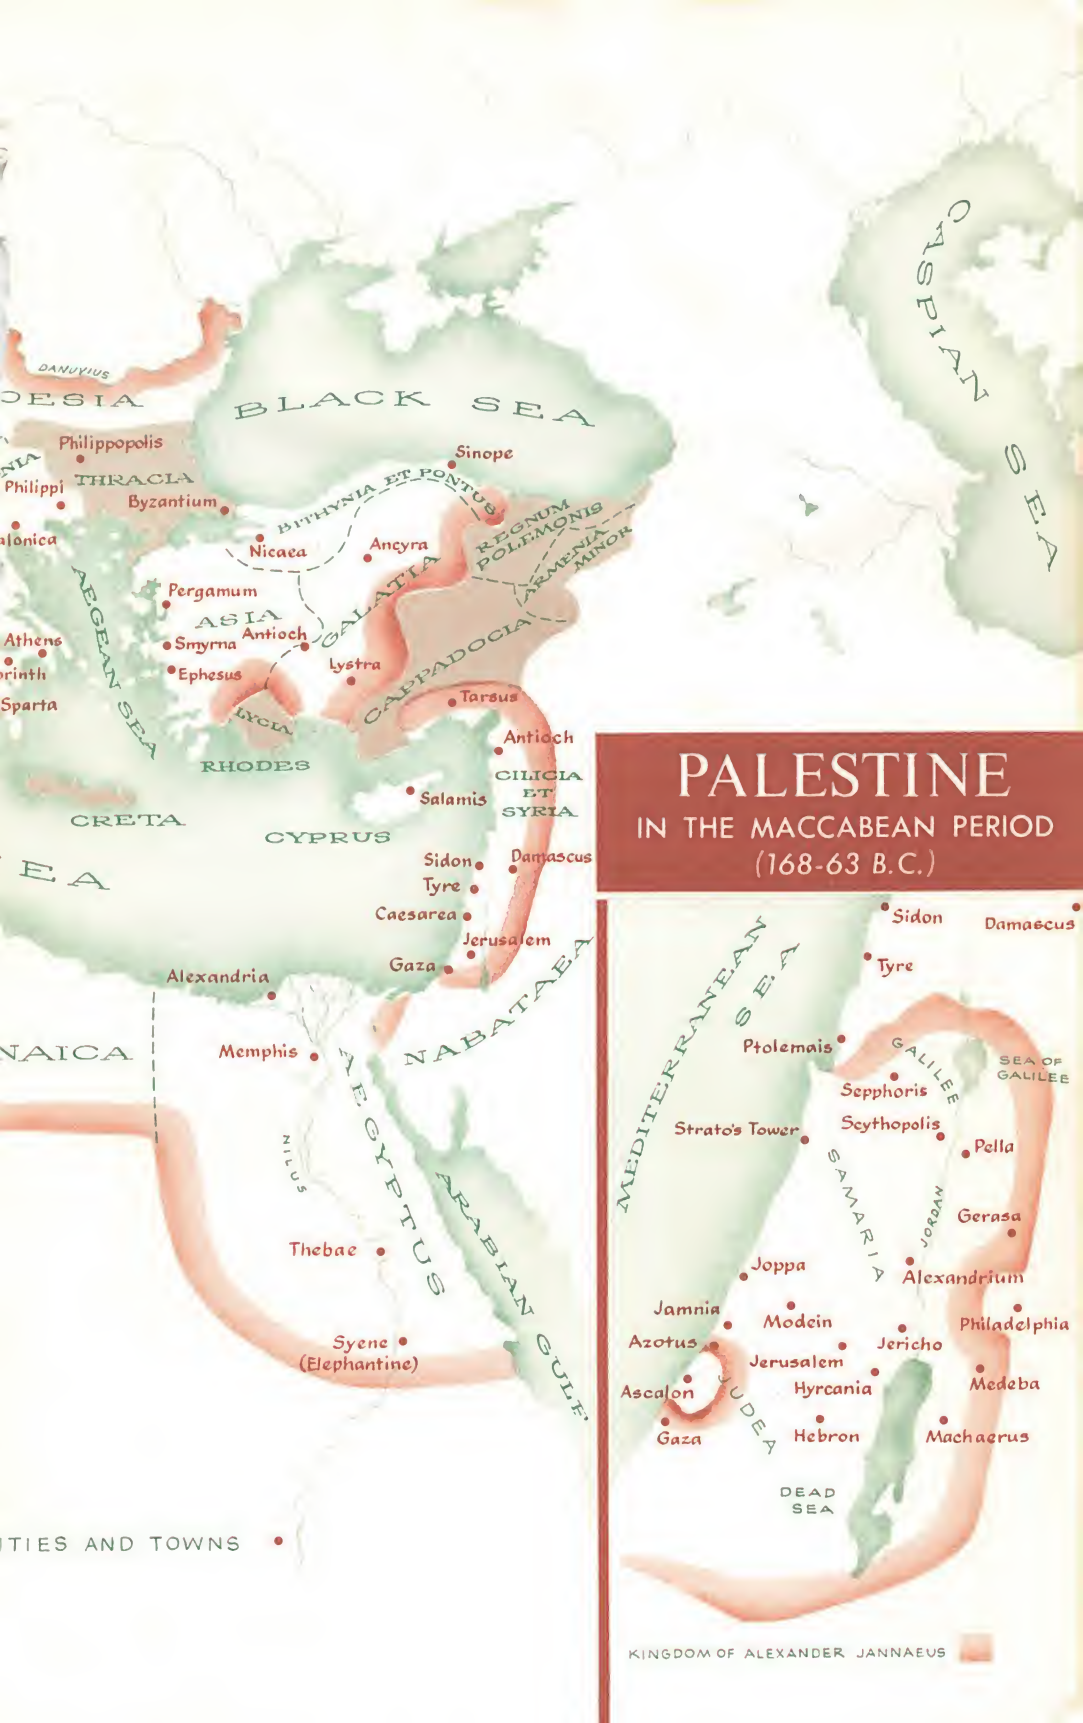 DANUVIUS
OESIA
BLACK SEA
CASPIAN SEA
Philippopolis
NIA
THRACIA
Philippi
Byzantium
alonica
Sinope
BITHYNIA ET PONTUS
Nicaea
Ancyra
REGNUM
POLEMONIS
ARMENIA
MINOR
AEGEAN SEA
Pergamum
ASIA
GALATIA
Athens
Smyrna
Antioch
CAPPADOCIA
orinth
Ephesus
Lystra
Sparta
LYCIA
Tarsus
RHODES
Antioch
CILICIA
ET
SYRIA
CRETA
Salamis
CYPRUS
EA
Sidon
Damascus
Tyre
Caesarea
Jerusalem
Gaza
Alexandria
NABATAEA
NAICA
Memphis
AEGYPTUS
NILUS
ARABIAN GULF
Thebae
Syene
(Elephantine)
ITIES AND TOWNS
PALESTINE
IN THE MACCABEAN PERIOD
(168-63 B.C.)
Sidon
Damascus
MEDITERRANEAN
SEA
Tyre
Ptolemais
GALILEE
SEA OF
GALILEE
Sepphoris
Strato's Tower
Scythopolis
Pella
SAMARIA
JORDAN
Gerasa
Joppa
Alexandrium
Jamnia
Modein
Philadelphia
Azotus
Jericho
Jerusalem
Ascalon
Hyrcania
Medeba
JUDEA
Gaza
Hebron
Machaerus
DEAD
SEA
KINGDOM OF ALEXANDER JANNAEUS